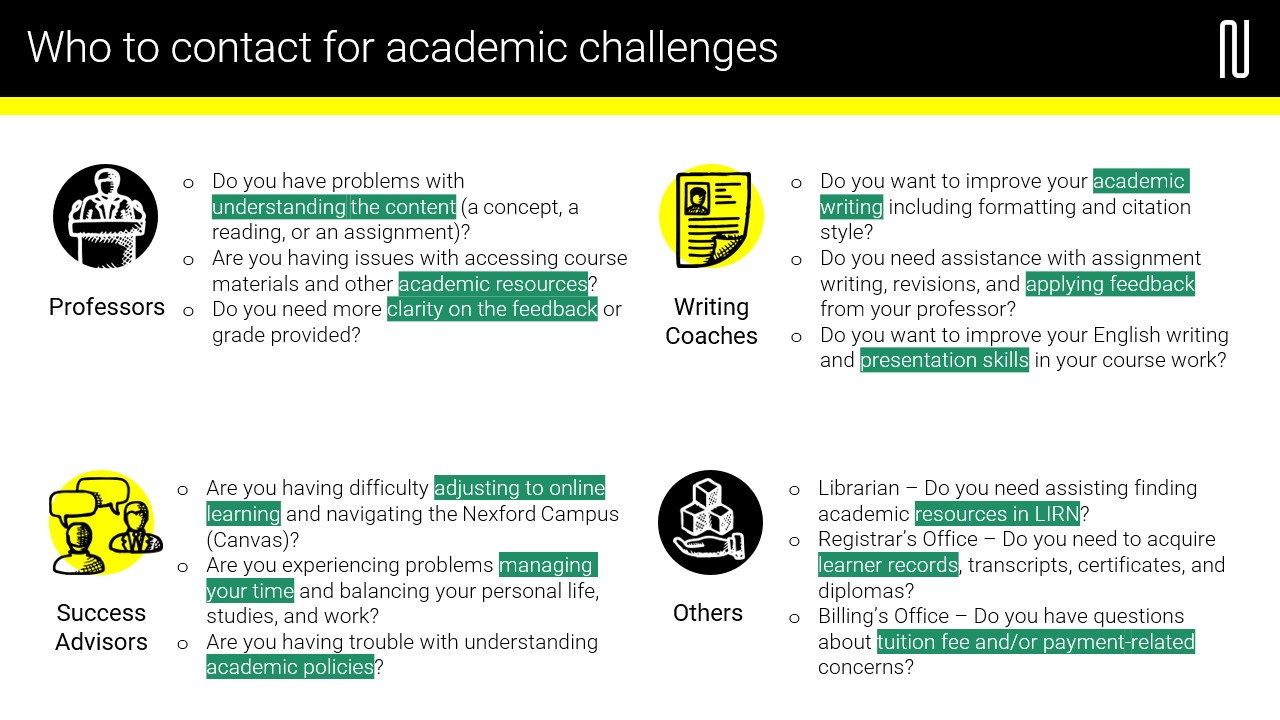 Who to contact for academic challenges
Professors
o Do you have problems with
understanding the content (a concept, a
reading, or an assignment)?
o Are you having issues with accessing course
materials and other academic resources?
o Do you need more clarity on the feedback or
grade provided?
Writing
Coaches
o Do you want to improve your academic
writing including formatting and citation
style?
o Do you need assistance with assignment
writing, revisions, and applying feedback
from your professor?
o Do you want to improve your English writing
and presentation skills in your course work?
Success
Advisors
o Are you having difficulty adjusting to online
learning and navigating the Nexford Campus
(Canvas)?
o Are you experiencing problems managing
your time and balancing your personal life,
studies, and work?
o Are you having trouble with understanding
academic policies?
Others
o Librarian – Do you need assisting finding
academic resources in LIRN?
o Registrar’s Office – Do you need to acquire
learner records, transcripts, certificates, and
diplomas?
o Billing’s Office – Do you have questions
about tuition fee and/or payment-related
concerns?